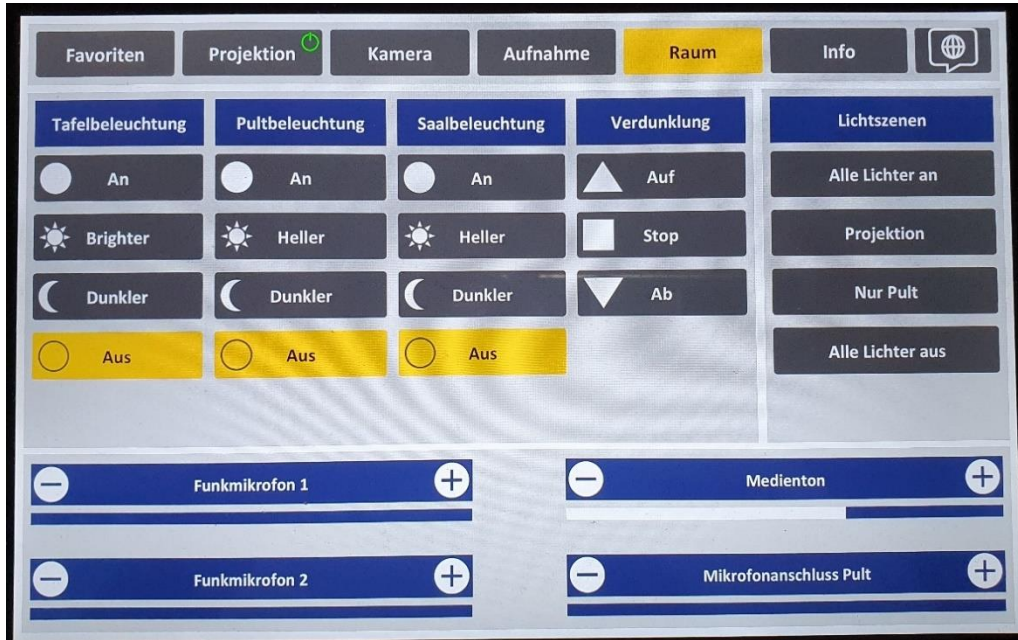 Favoriten
Projektion
Kamera
Aufnahme
Raum
Info
Tafelbeleuchtung
Pultbeleuchtung
Saalbeleuchtung
Verdunklung
Lichtszenen
An
An
An
Auf
Alle Lichter an
Brighter
Heller
Heller
Stop
Projektion
Dunkler
Dunkler
Dunkler
Ab
Nur Pult
Aus
Aus
Aus
Alle Lichter aus
Funkmikrofon 1
Medienton
Funkmikrofon 2
Mikrofonanschluss Pult